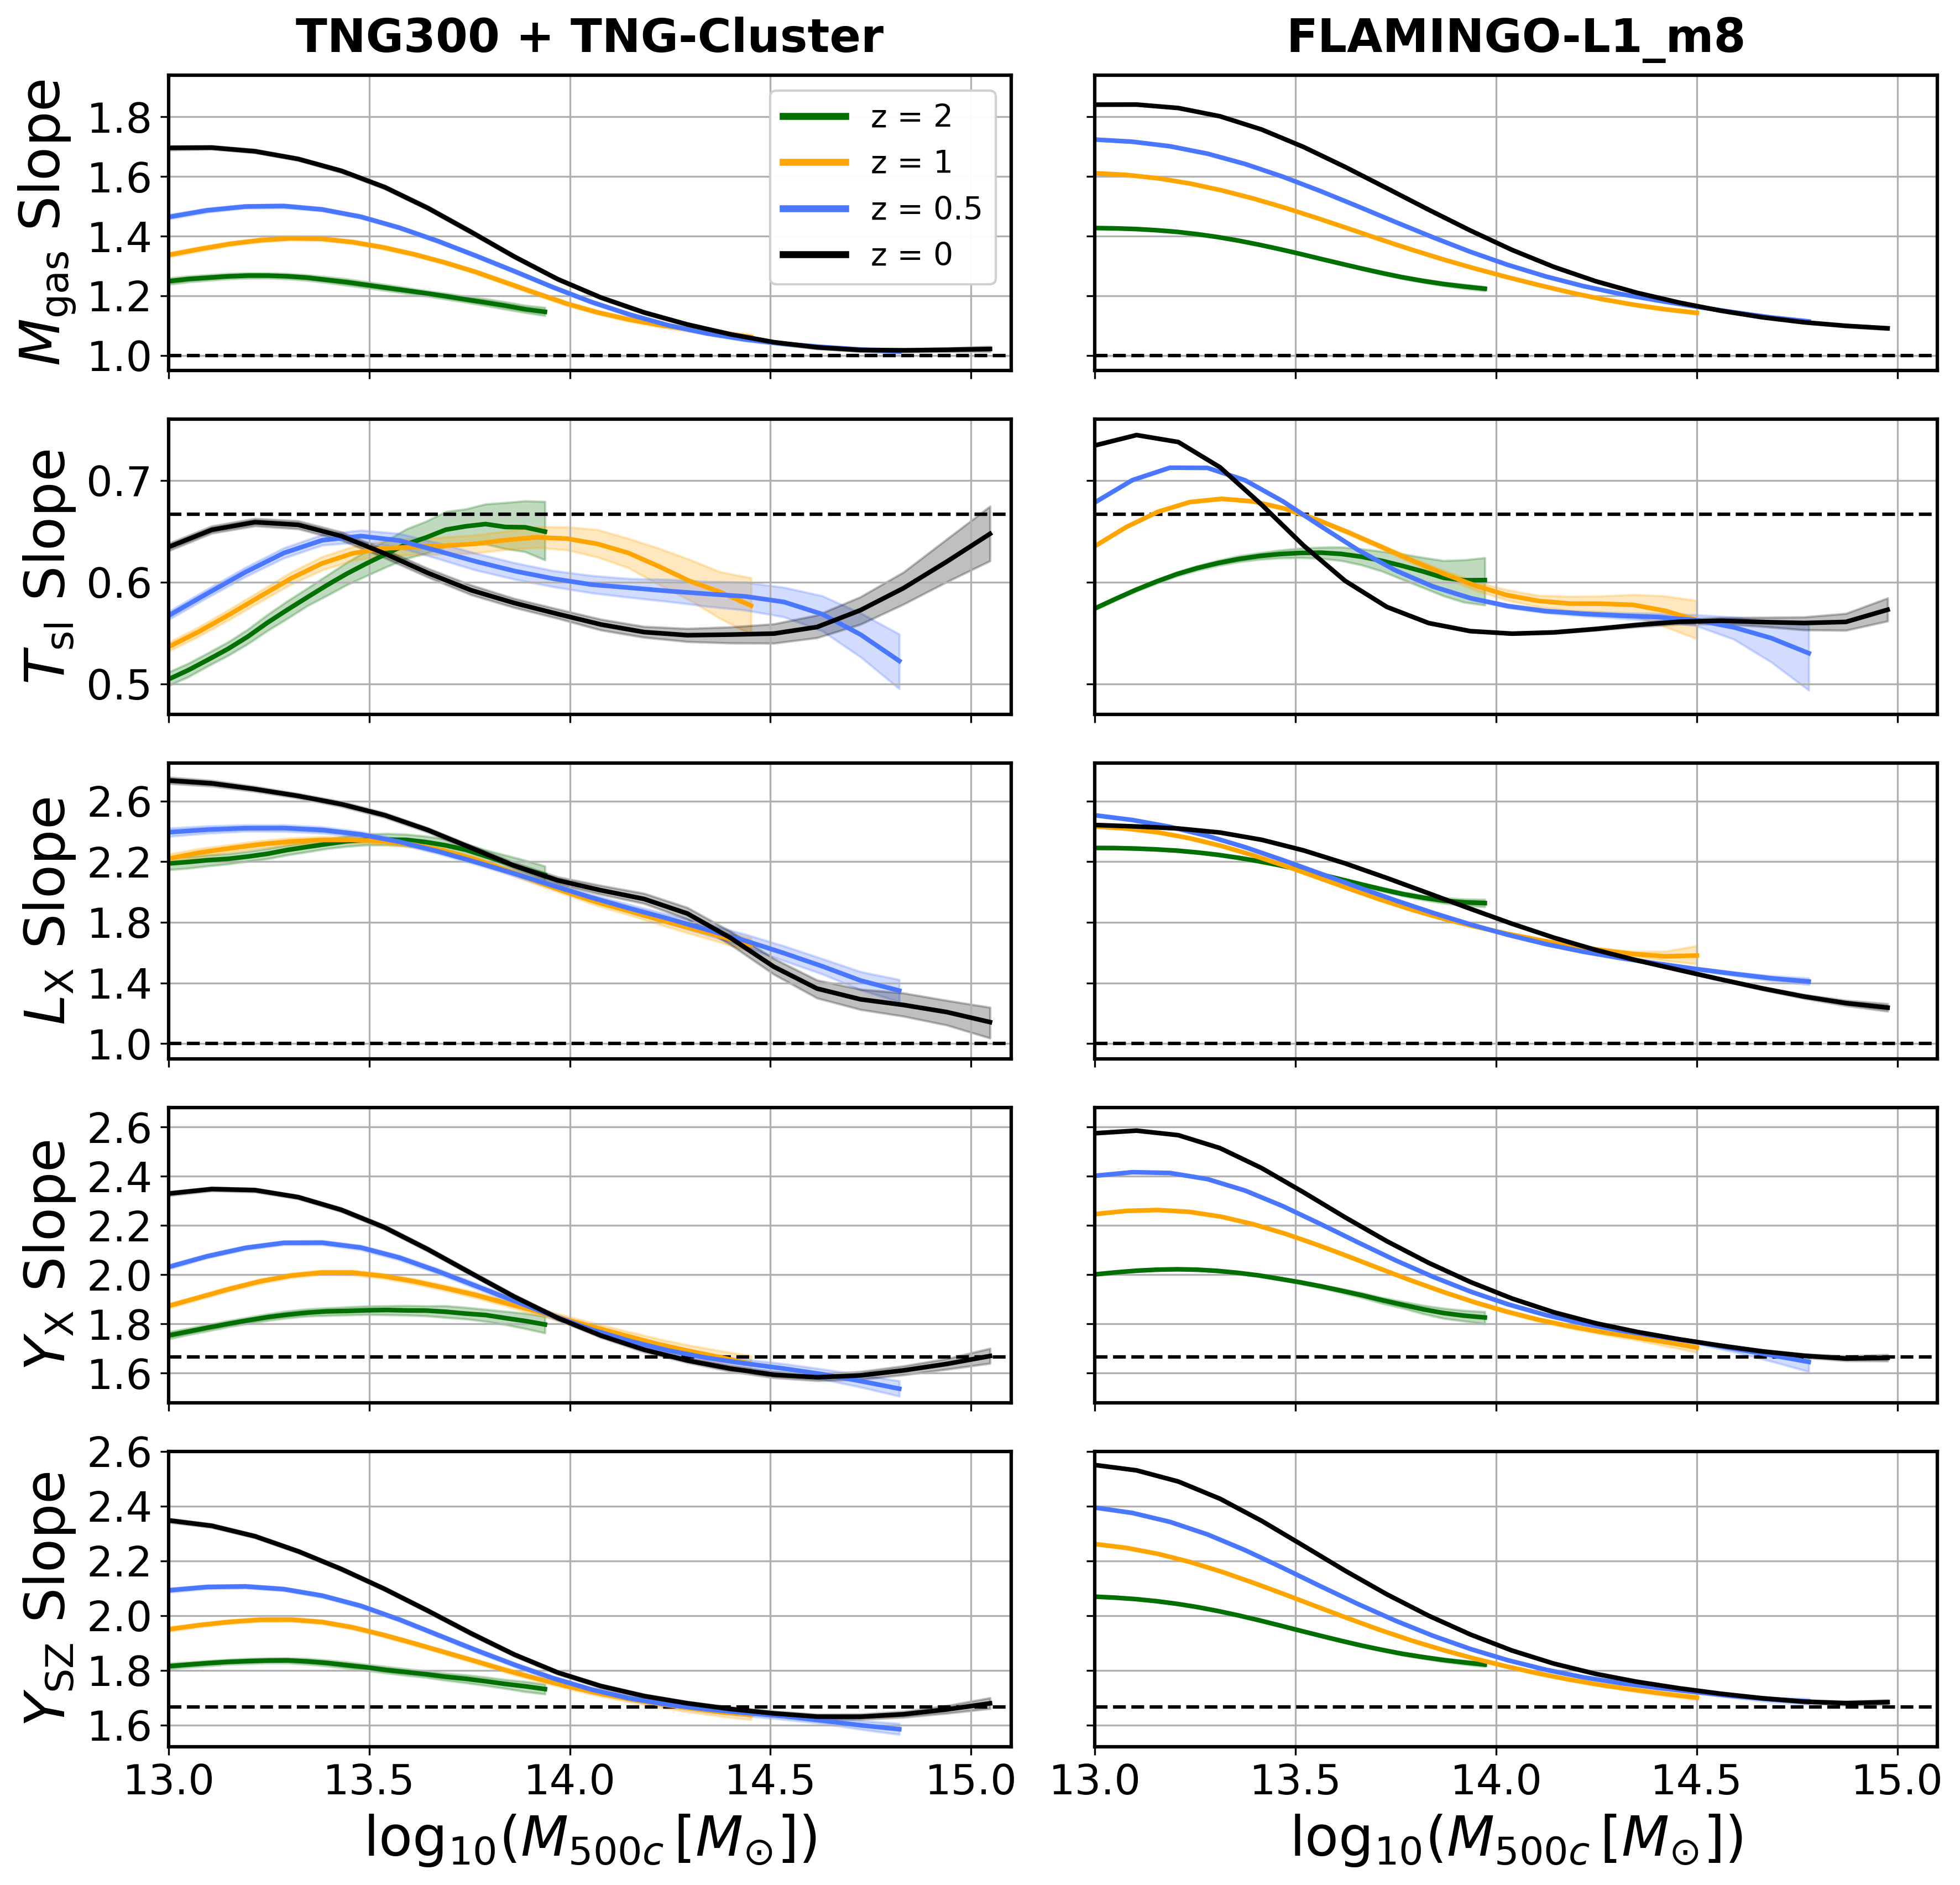 TNG300 + TNG-Cluster
FLAMINGO-L1_m8
M_gas Slope
1.8
1.6
1.4
1.2
1.0
z = 2
z = 1
z = 0.5
z = 0
T_sl Slope
0.7
0.6
0.5
L_X Slope
2.6
2.2
1.8
1.4
1.0
Y_X Slope
2.6
2.4
2.2
2.0
1.8
1.6
Y_SZ Slope
2.6
2.4
2.2
2.0
1.8
1.6
13.0 13.5 14.0 14.5 15.0
13.0 13.5 14.0 14.5 15.0
log₁₀(M₅₀₀c [M☉])
log₁₀(M₅₀₀c [M☉])